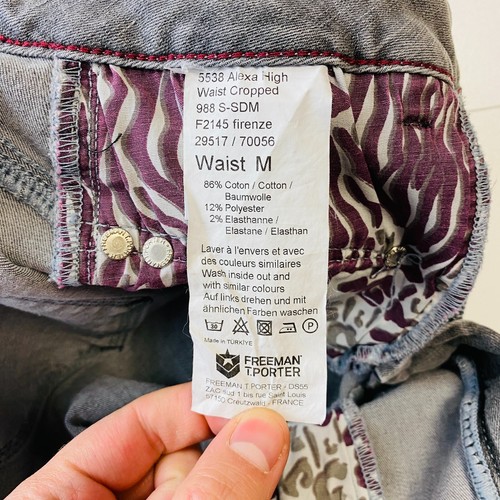 5538 Alexa High
Waist Cropped
988 S-SDM
F2145 firenze
29517 / 70056
Waist M
86% Coton / Cotton /
Baumwolle
12% Polyester
2% Elasthanne /
Elastane / Elasthan
Laver à l'envers et avec
des couleurs similaires
Wash inside out and
with similar colours
Auf links drehen und mit
ähnlichen Farben waschen
30
P
Made in TÜRKİYE
FREEMAN
T.PORTER
FREEMAN T.PORTER - DS55
ZAC sud 1 bis rue Saint Louis
57150 Creutzwald - FRANCE